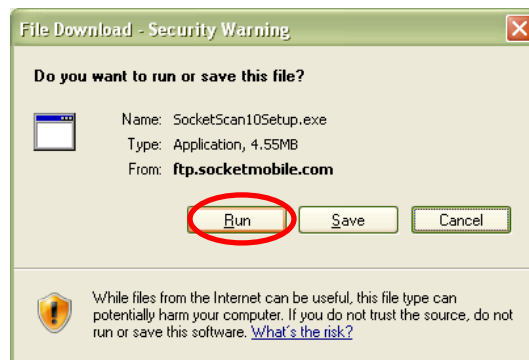 File Download - Security Warning
Do you want to run or save this file?
Name: SocketScan10Setup.exe
Type: Application, 4.55MB
From: ftp.socketmobile.com
Run Save Cancel
While files from the Internet can be useful, this file type can
potentially harm your computer. If you do not trust the source, do not
run or save this software. What's the risk?